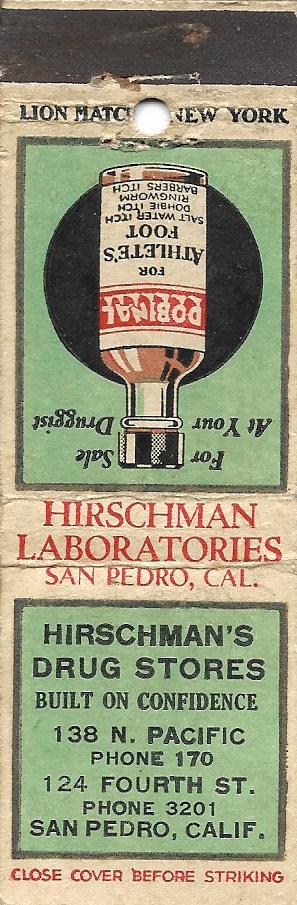 LION MATCH NEW YORK
For Sale
At Your Druggist
ROBINAL
FOR
ATHLETE'S
FOOT
SALT WATER ITCH
DOBHIE ITCH
RINGWORM
BARBERS ITCH
HIRSCHMAN
LABORATORIES
SAN PEDRO, CAL.
HIRSCHMAN'S
DRUG STORES
BUILT ON CONFIDENCE
138 N. PACIFIC
PHONE 170
124 FOURTH ST.
PHONE 3201
SAN PEDRO, CALIF.
CLOSE COVER BEFORE STRIKING